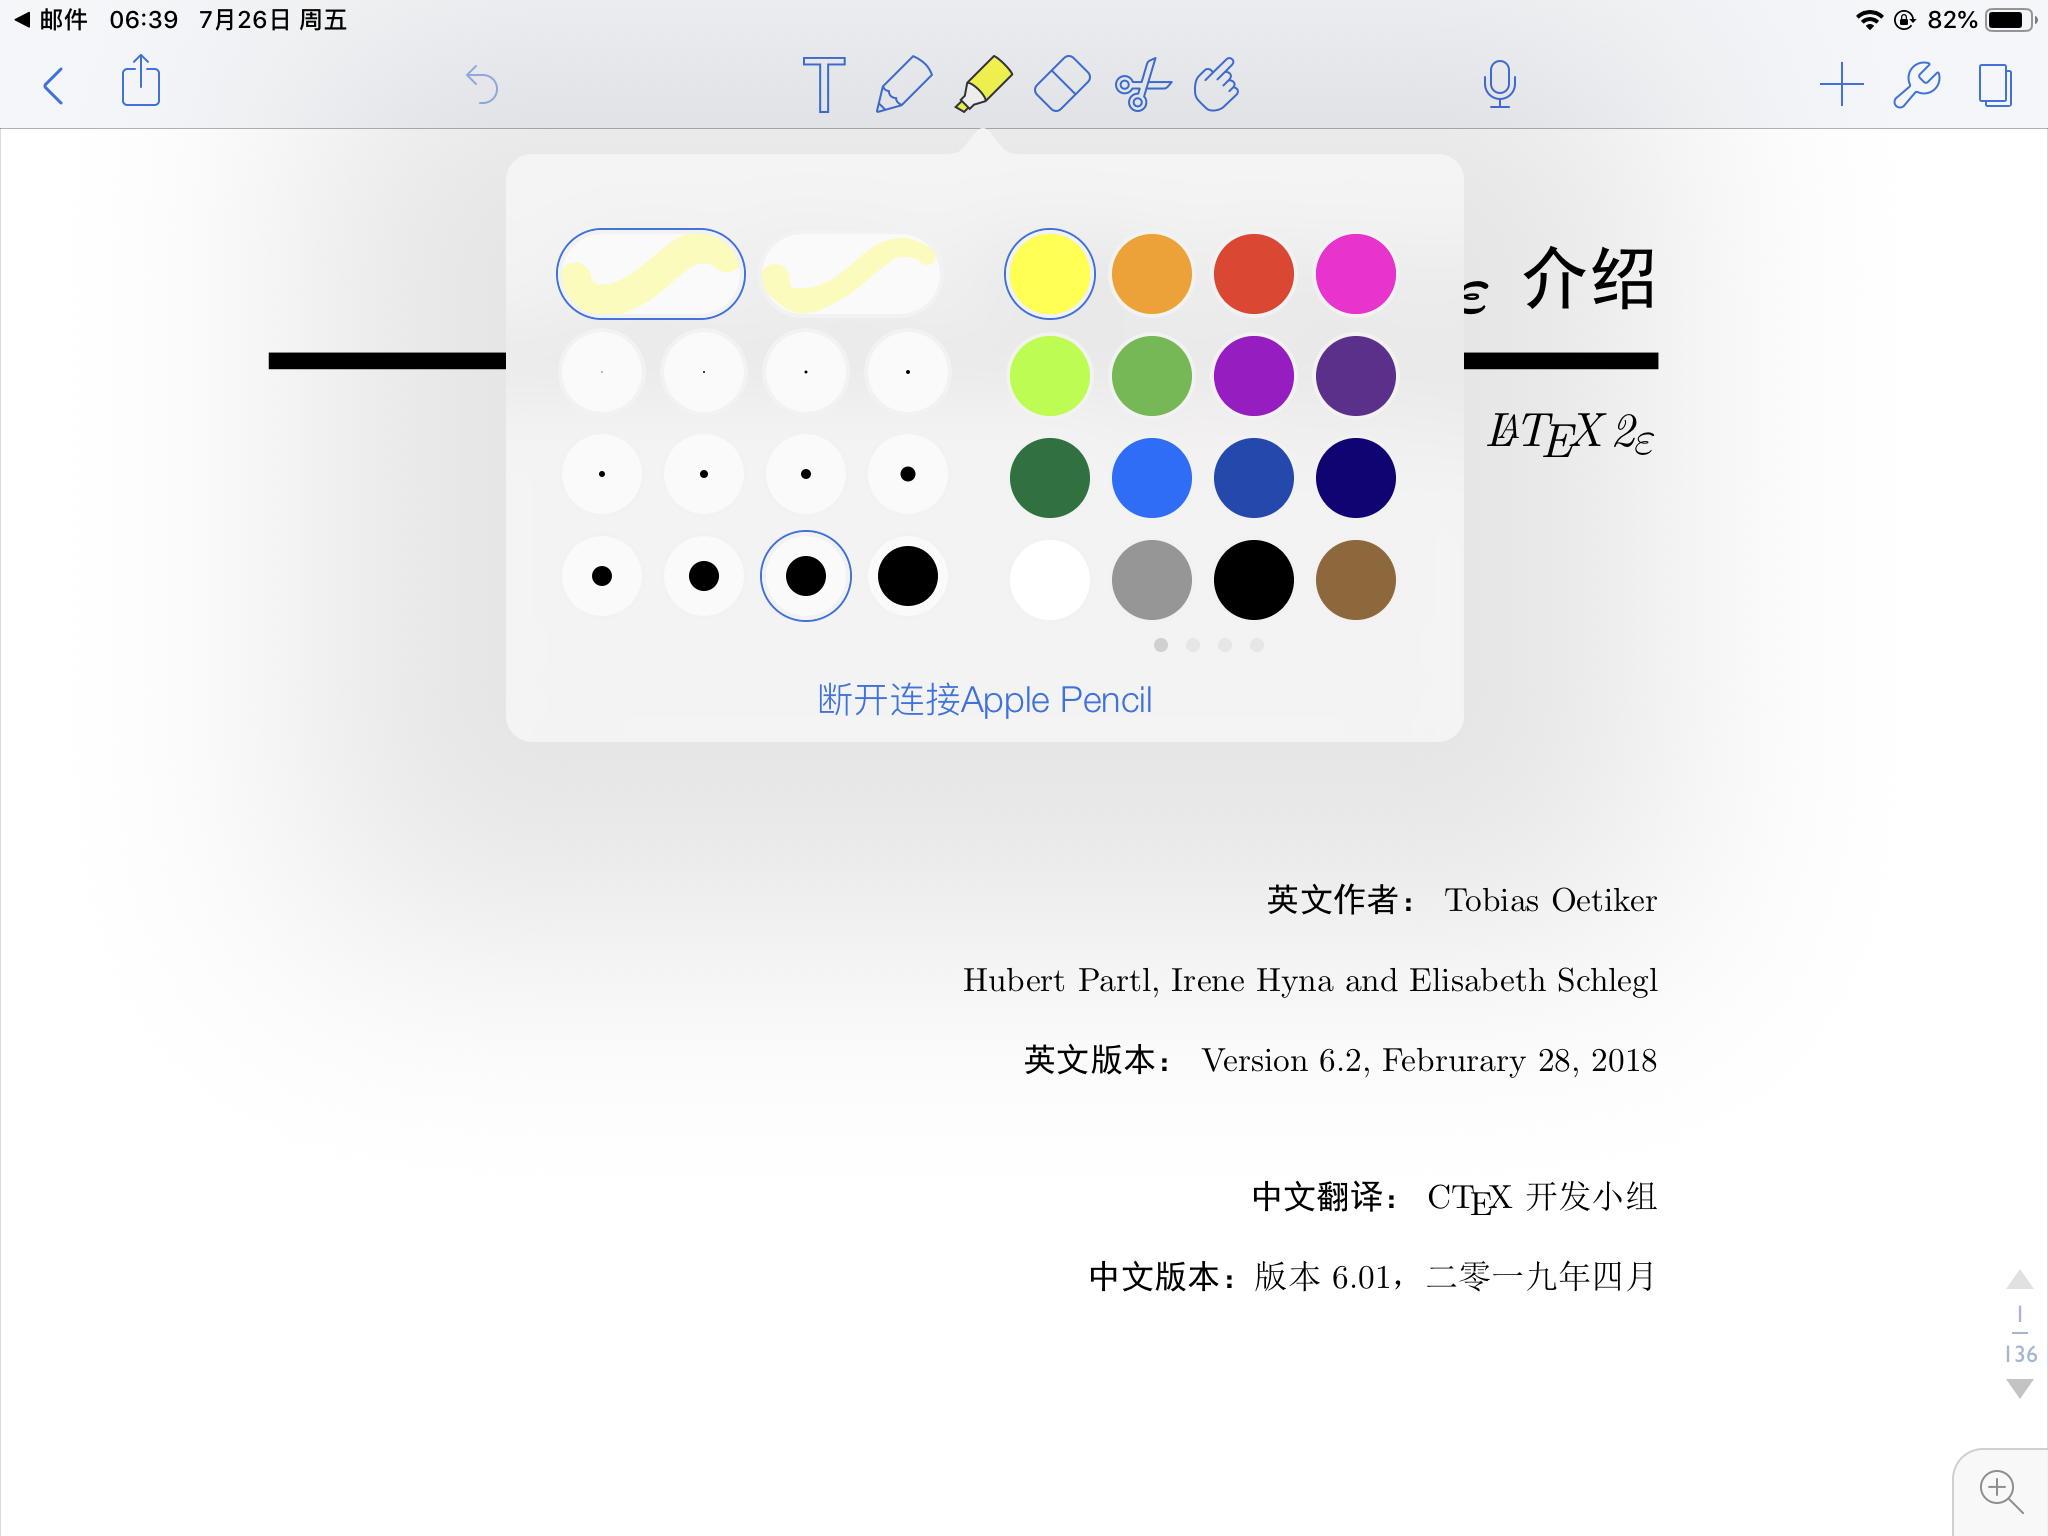 邮件 06:39 7月26日 周五 82%
ε 介绍
LATEX 2ε
断开连接Apple Pencil
英文作者： Tobias Oetiker
Hubert Partl, Irene Hyna and Elisabeth Schlegl
英文版本： Version 6.2, Februrary 28, 2018
中文翻译： CTEX 开发小组
中文版本：版本 6.01，二零一九年四月
1
136